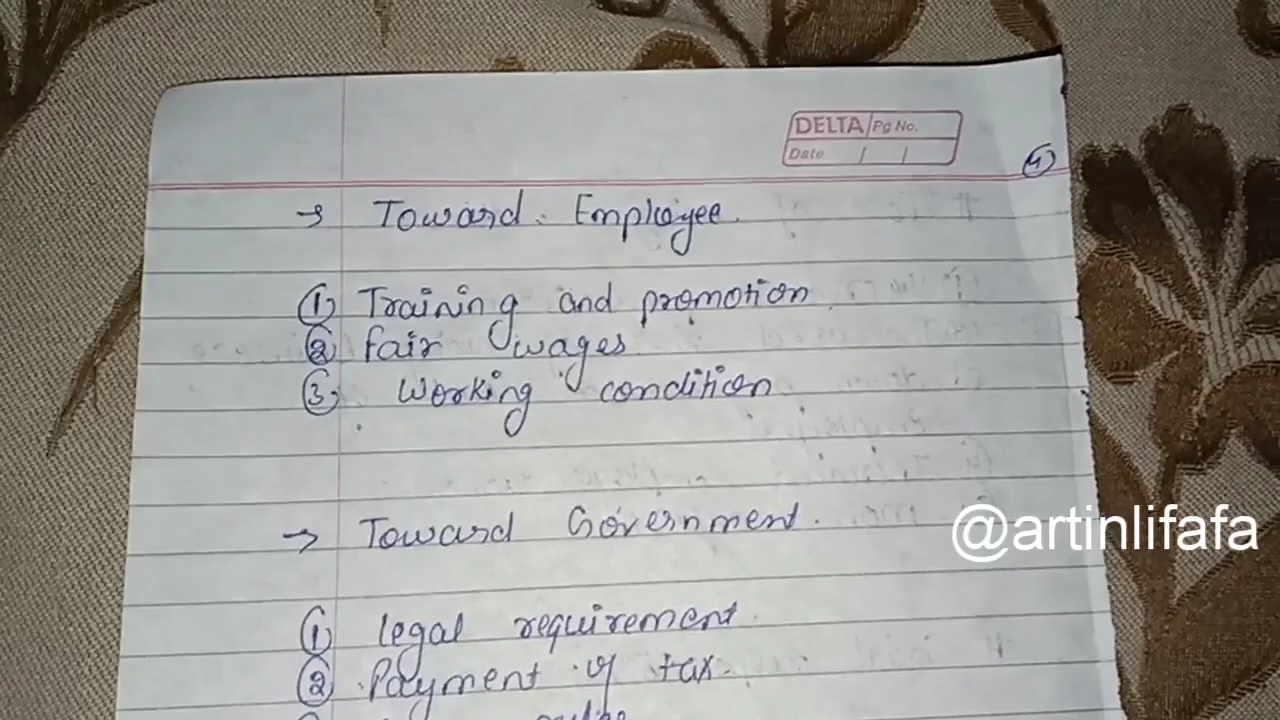 DELTA Pg No.
Date / /
4
→ Toward Employee.
① Training and promotion
② Fair wages
③ Working condition
→ Toward Government.
@artinlifafa
① legal requirement
② Payment of tax